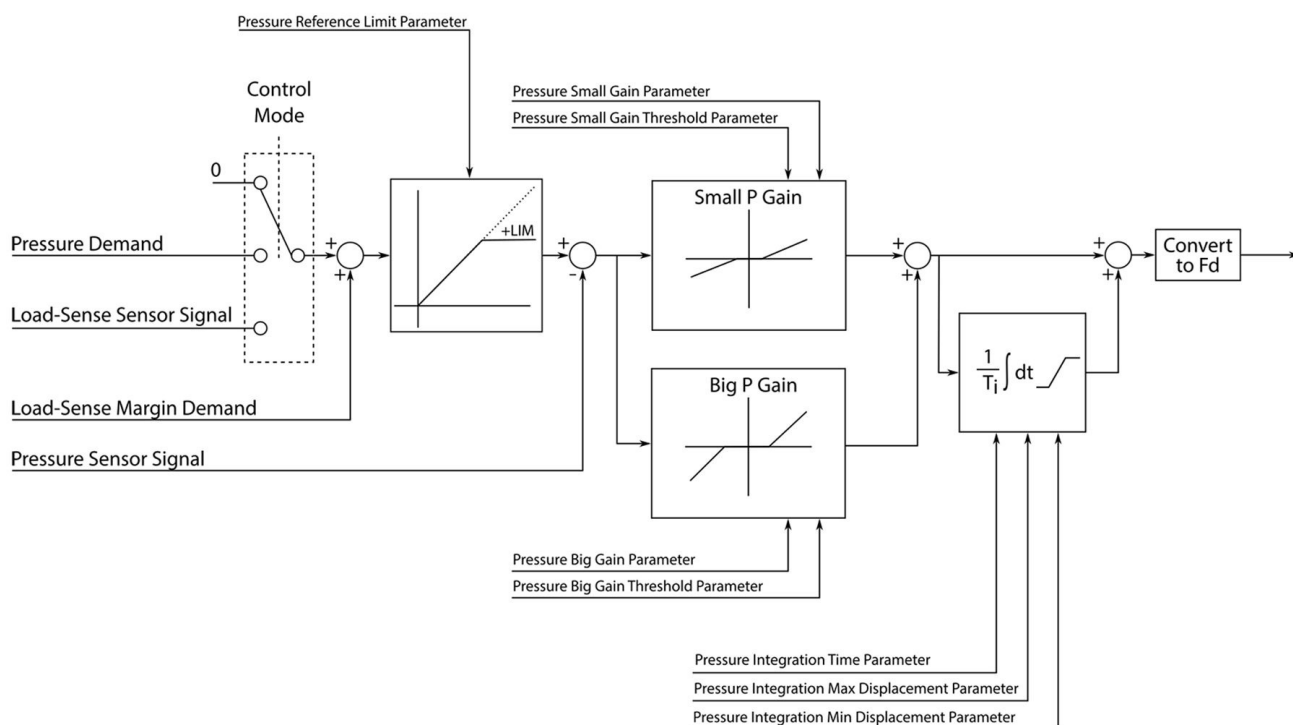 Pressure Reference Limit Parameter
Control
Mode
Pressure Small Gain Parameter
Pressure Small Gain Threshold Parameter
0
Small P Gain
+LIM
Pressure Demand
+
+
+
-
+
+
+
+
Convert
to Fd
Load-Sense Sensor Signal
1
Ti
∫ dt
Big P Gain
Load-Sense Margin Demand
Pressure Sensor Signal
Pressure Big Gain Parameter
Pressure Big Gain Threshold Parameter
Pressure Integration Time Parameter
Pressure Integration Max Displacement Parameter
Pressure Integration Min Displacement Parameter